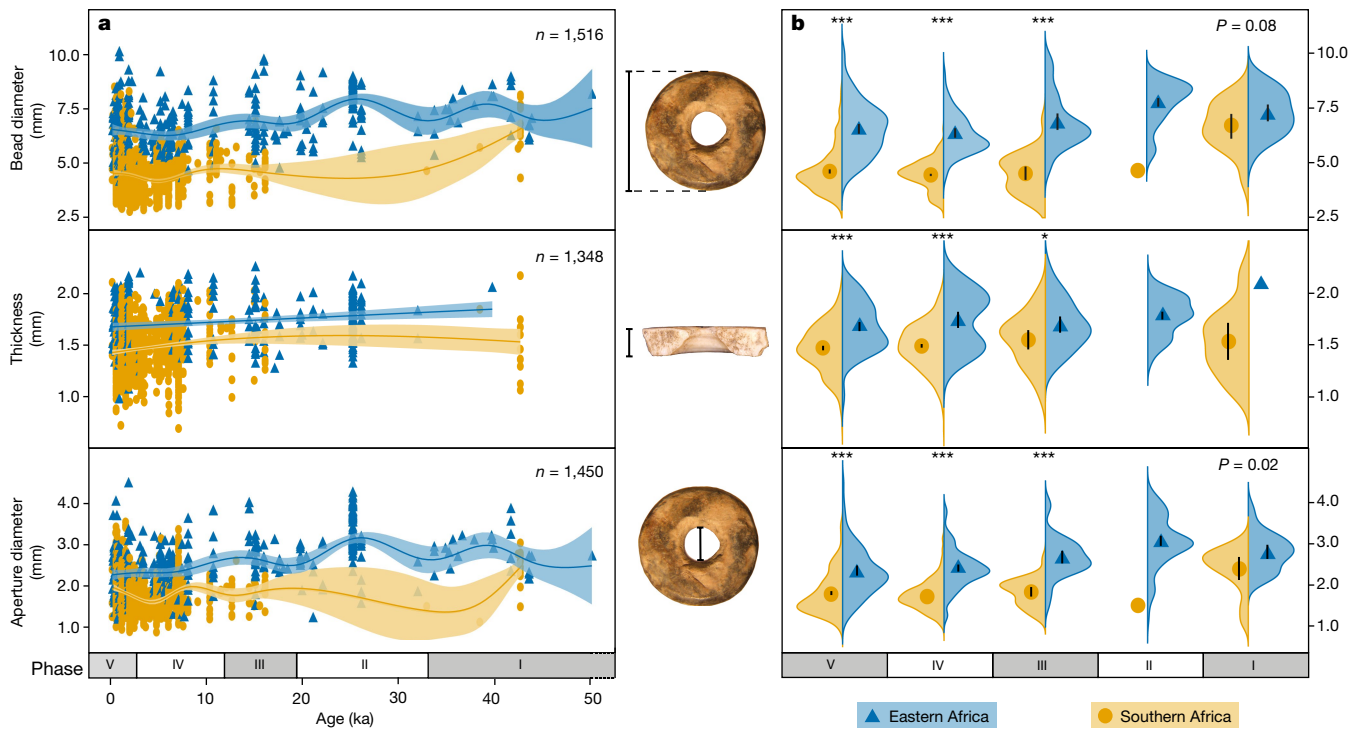 a
n = 1,516
Bead diameter
(mm)
10.0
7.5
5.0
2.5
n = 1,348
Thickness
(mm)
2.0
1.5
1.0
n = 1,450
Aperture diameter
(mm)
4.0
3.0
2.0
1.0
Phase
V
IV
III
II
I
0
10
20
30
40
50
Age (ka)
b
***
***
***
P = 0.08
10.0
7.5
5.0
2.5
***
***
*
2.0
1.5
1.0
***
***
***
P = 0.02
4.0
3.0
2.0
1.0
V
IV
III
II
I
Eastern Africa
Southern Africa